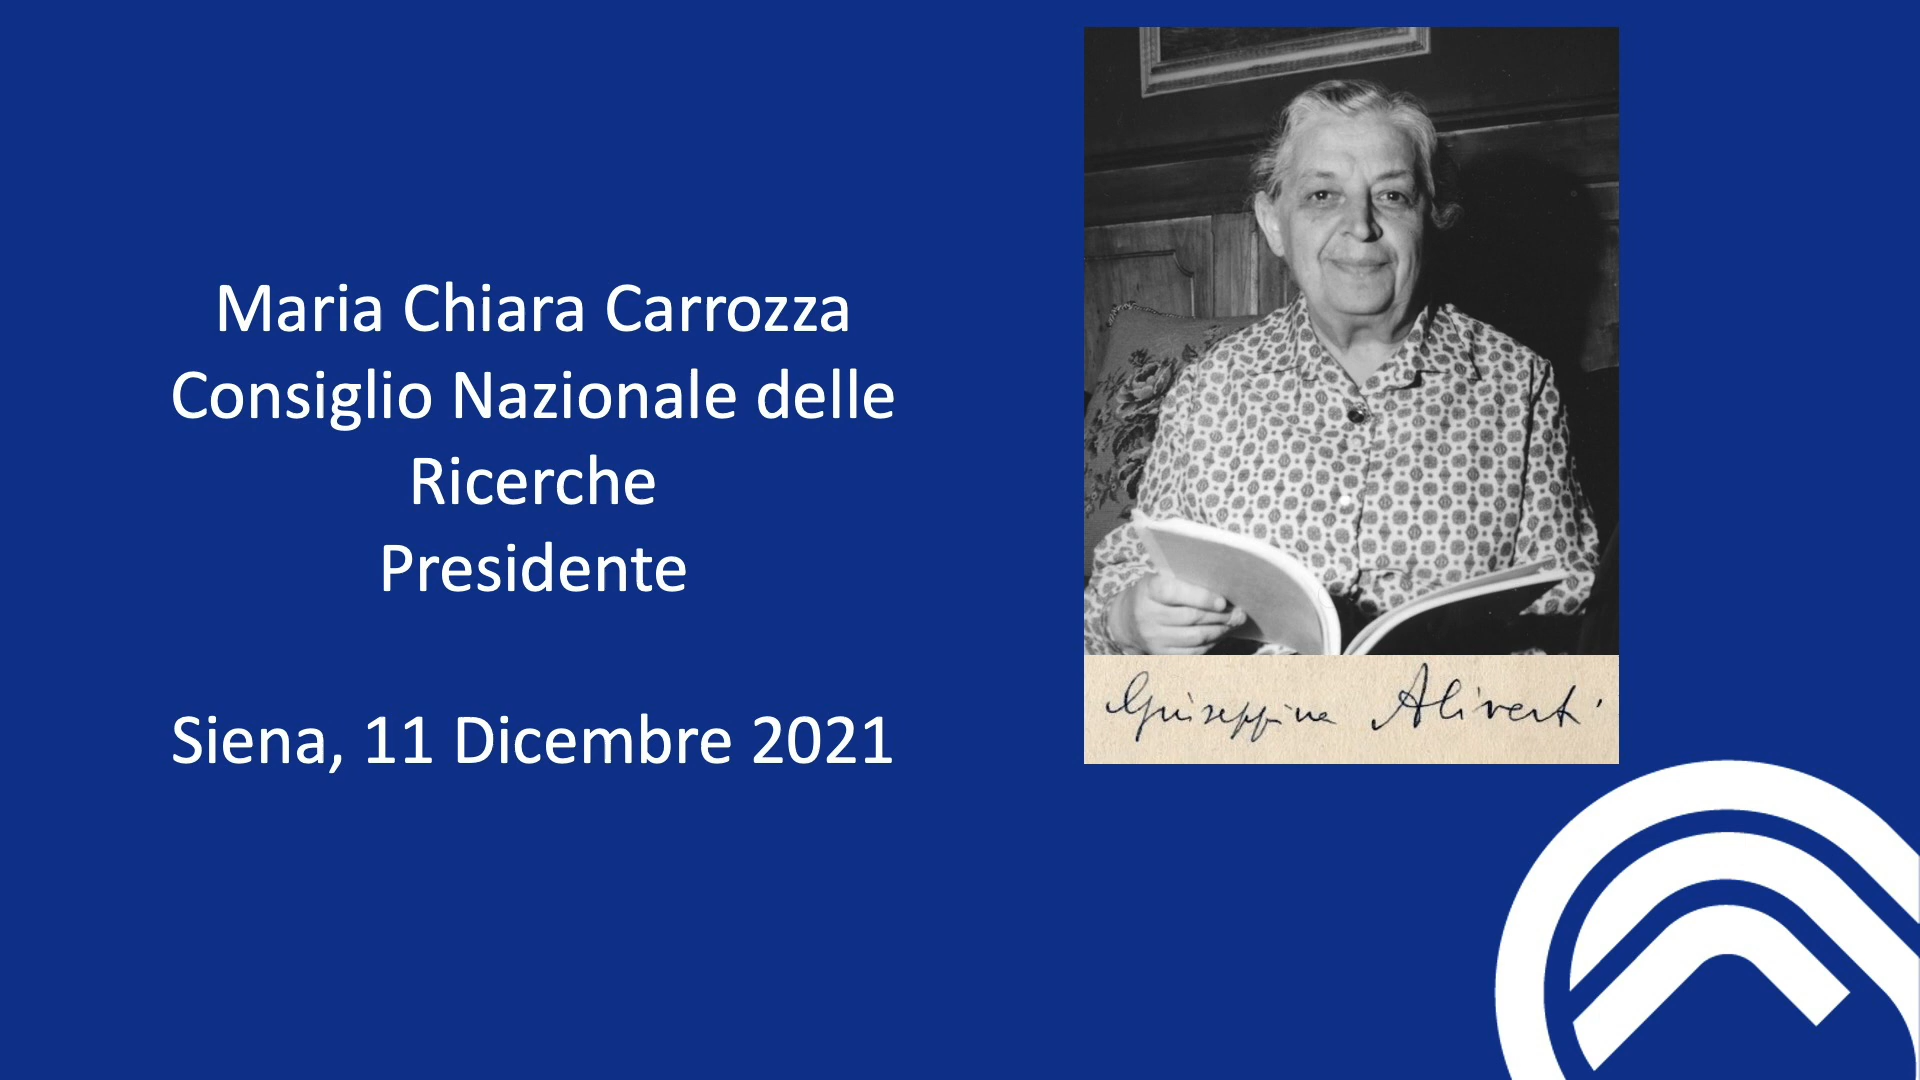 Maria Chiara Carrozza
Consiglio Nazionale delle
Ricerche
Presidente
Siena, 11 Dicembre 2021
Giuseppina Aliverti